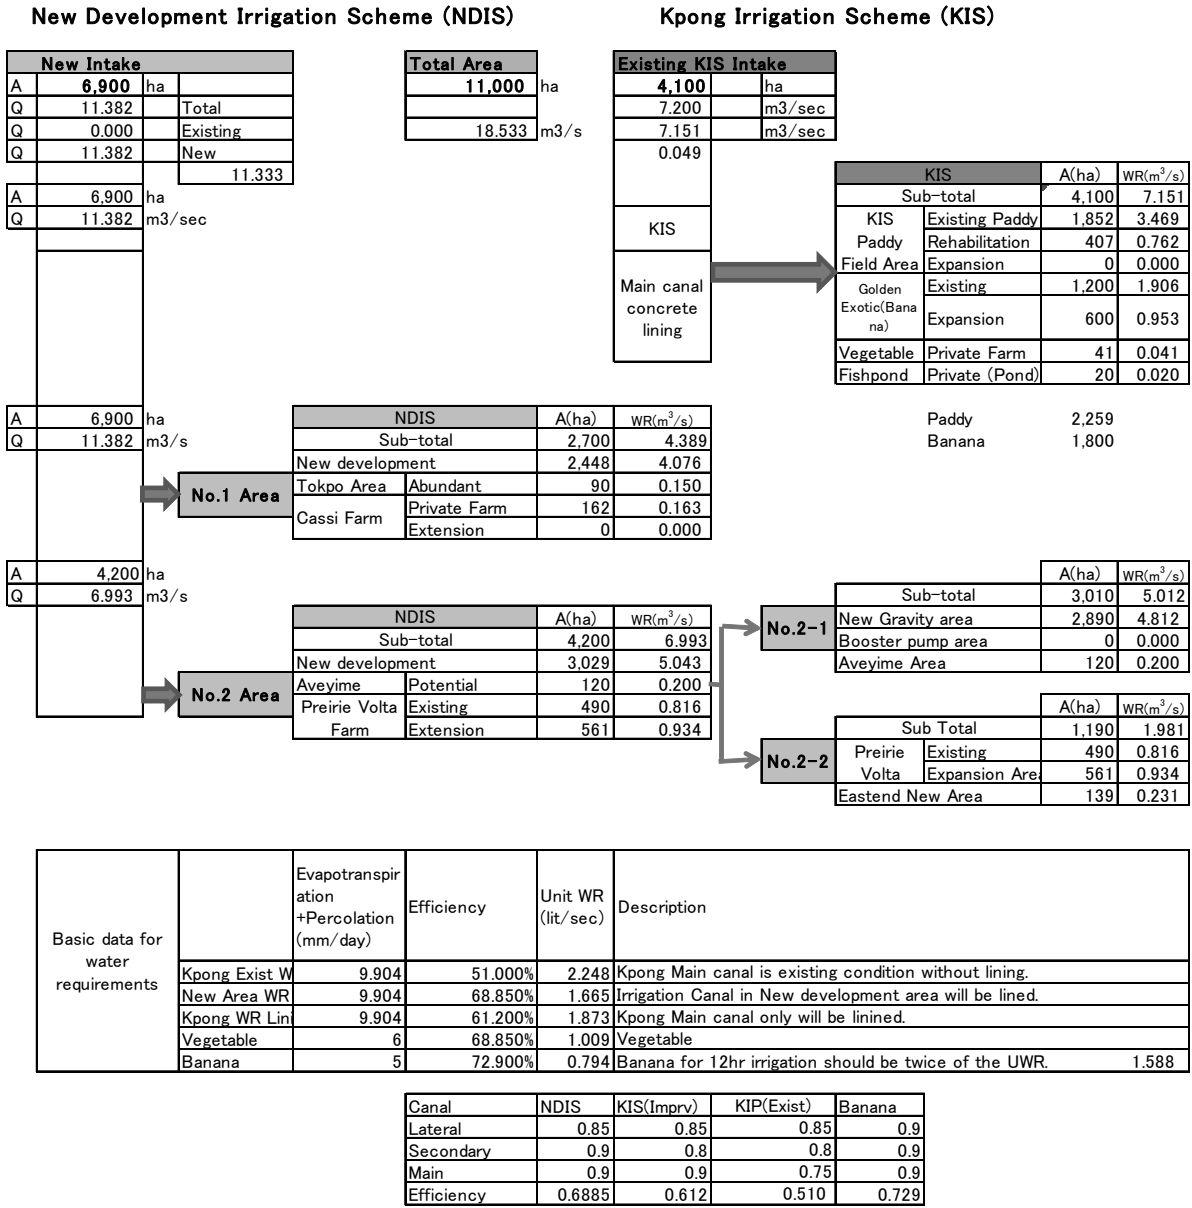 New Development Irrigation Scheme (NDIS) Kpong Irrigation Scheme (KIS)
New Intake
A 6,900 ha
Q 11.382 Total
Q 0.000 Existing
Q 11.382 New
11.333
A 6,900 ha
Q 11.382 m3/sec
Total Area
11,000 ha
18.533 m3/s
Existing KIS Intake
4,100 ha
7.200 m3/sec
7.151 m3/sec
0.049
KIS
Main canal
concrete
lining
KIS A(ha) WR(m³/s)
Sub-total 4,100 7.151
KIS Existing Paddy 1,852 3.469
Paddy Rehabilitation 407 0.762
Field Area Expansion 0 0.000
Golden Existing 1,200 1.906
Exotic(Bana
na) Expansion 600 0.953
Vegetable Private Farm 41 0.041
Fishpond Private (Pond) 20 0.020
Paddy 2,259
Banana 1,800
A 6,900 ha
Q 11.382 m3/s
No.1 Area
NDIS A(ha) WR(m³/s)
Sub-total 2,700 4.389
New development 2,448 4.076
Tokpo Area Abundant 90 0.150
Cassi Farm Private Farm 162 0.163
Extension 0 0.000
A 4,200 ha
Q 6.993 m3/s
No.2 Area
NDIS A(ha) WR(m³/s)
Sub-total 4,200 6.993
New development 3,029 5.043
Aveyime Potential 120 0.200
Preirie Volta Existing 490 0.816
Farm Extension 561 0.934
No.2-1
A(ha) WR(m³/s)
Sub-total 3,010 5.012
New Gravity area 2,890 4.812
Booster pump area 0 0.000
Aveyime Area 120 0.200
No.2-2
A(ha) WR(m³/s)
Sub Total 1,190 1.981
Preirie Existing 490 0.816
Volta Expansion Area 561 0.934
Eastend New Area 139 0.231
Basic data for
water
requirements
Evapotranspir
ation
+Percolation
(mm/day)
Efficiency
Unit WR
(lit/sec)
Description
Kpong Exist W 9.904 51.000% 2.248 Kpong Main canal is existing condition without lining.
New Area WR 9.904 68.850% 1.665 Irrigation Canal in New development area will be lined.
Kpong WR Lini 9.904 61.200% 1.873 Kpong Main canal only will be linined.
Vegetable 6 68.850% 1.009 Vegetable
Banana 5 72.900% 0.794 Banana for 12hr irrigation should be twice of the UWR. 1.588
Canal NDIS KIS(Imprv) KIP(Exist) Banana
Lateral 0.85 0.85 0.85 0.9
Secondary 0.9 0.8 0.8 0.9
Main 0.9 0.9 0.75 0.9
Efficiency 0.6885 0.612 0.510 0.729